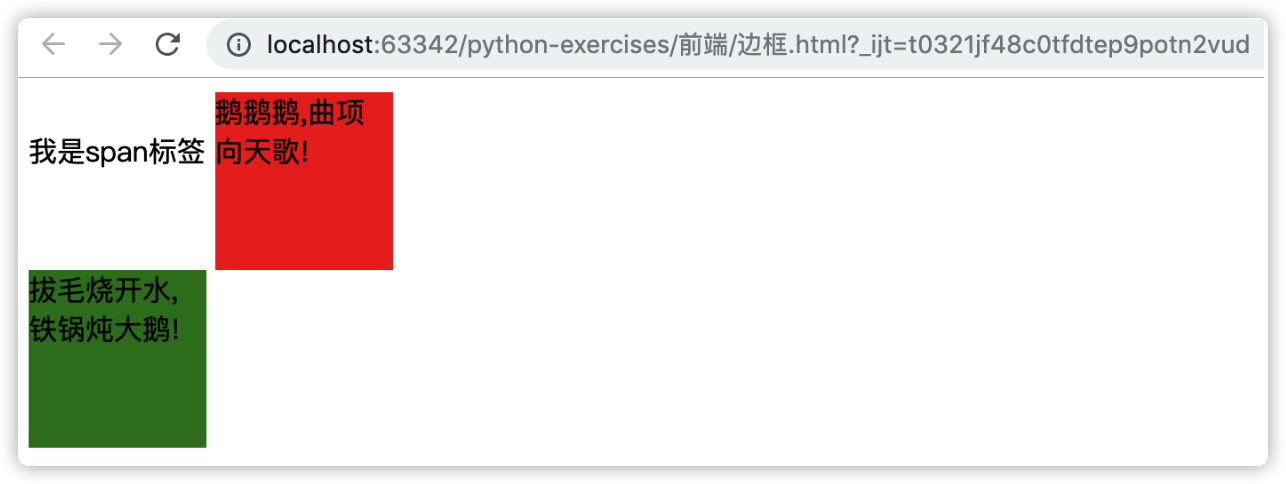 localhost:63342/python-exercises/前端/边框.html?_ijt=t0321jf48c0tfdtep9potn2vud
鹅鹅鹅,曲项
我是span标签 向天歌!
拔毛烧开水,
铁锅炖大鹅!